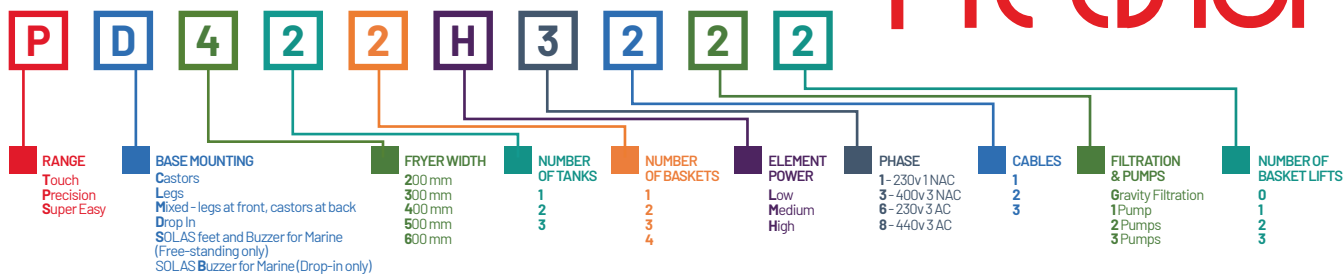 P D 4 2 2 H 3 2 2 2
RANGE
Touch
Precision
Super Easy
BASE MOUNTING
Castors
Legs
Mixed - legs at front, castors at back
Drop In
SOLAS feet and Buzzer for Marine
(Free-standing only)
SOLAS Buzzer for Marine (Drop-in only)
FRYER WIDTH
200 mm
300 mm
400 mm
500 mm
600 mm
NUMBER
OF TANKS
1
2
3
NUMBER
OF BASKETS
1
2
3
4
ELEMENT
POWER
Low
Medium
High
PHASE
1 - 230v 1 NAC
3 - 400v 3 NAC
6 - 230v 3 AC
8 - 440v 3 AC
CABLES
1
2
3
FILTRATION
& PUMPS
Gravity Filtration
1 Pump
2 Pumps
3 Pumps
NUMBER OF
BASKET LIFTS
0
1
2
3